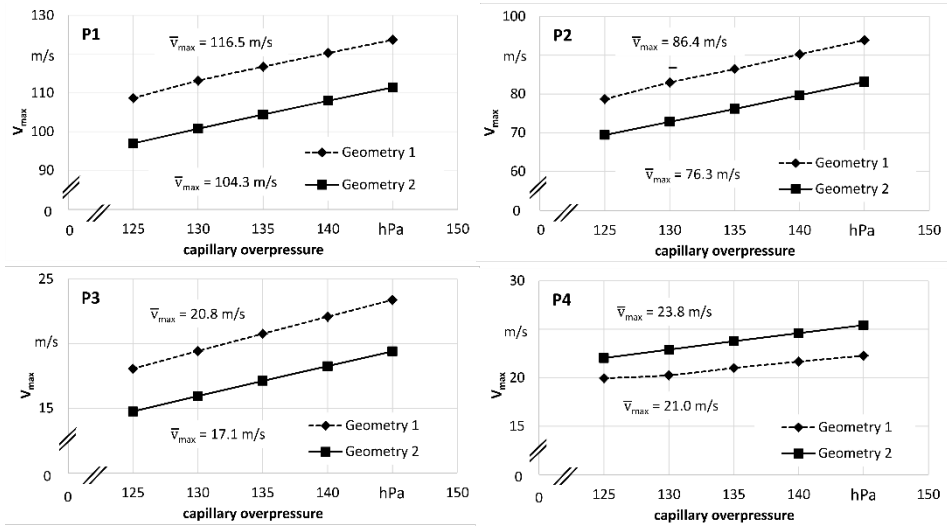 P1
130
m/s
110
100
90
0
Vmax
v̅max = 116.5 m/s
v̅max = 104.3 m/s
Geometry 1
Geometry 2
0 125 130 135 140 hPa 150
capillary overpressure
P2
100
m/s
80
70
60
0
Vmax
v̅max = 86.4 m/s
v̅max = 76.3 m/s
Geometry 1
Geometry 2
0 125 130 135 140 hPa 150
capillary overpressure
P3
25
m/s
15
0
Vmax
v̅max = 20.8 m/s
v̅max = 17.1 m/s
Geometry 1
Geometry 2
0 125 130 135 140 hPa 150
capillary overpressure
P4
30
m/s
20
15
0
Vmax
v̅max = 23.8 m/s
v̅max = 21.0 m/s
Geometry 1
Geometry 2
0 125 130 135 140 hPa 150
capillary overpressure